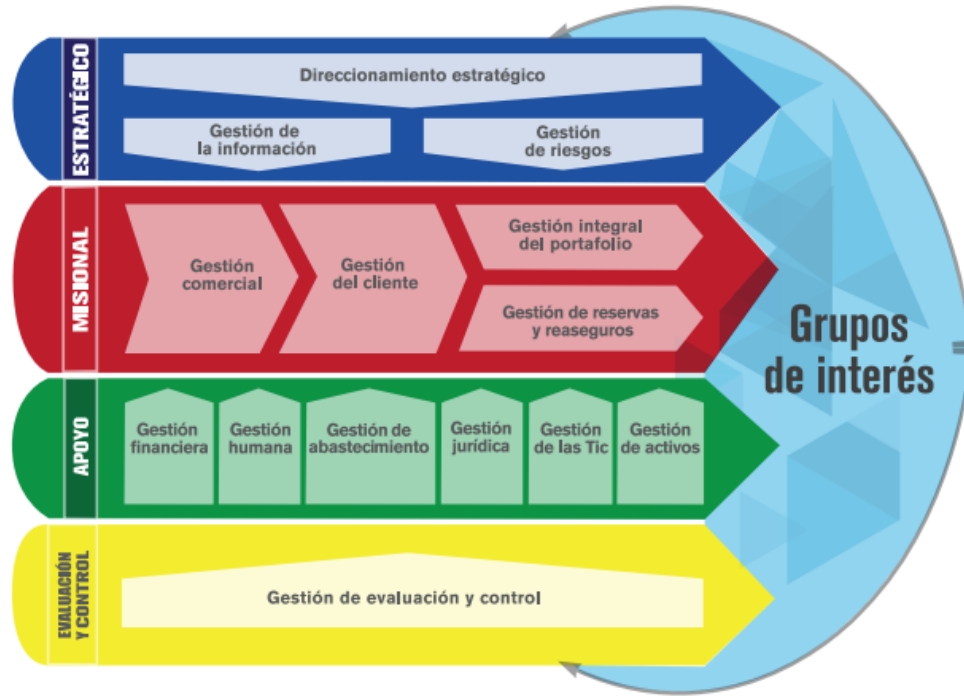 ESTRATÉGICO
Direccionamiento estratégico
Gestión de
la información
Gestión
de riesgos
MISIONAL
Gestión
comercial
Gestión
del cliente
Gestión integral
del portafolio
Gestión de reservas
y reaseguros
Grupos
de interés
APOYO
Gestión
financiera
Gestión
humana
Gestión de
abastecimiento
Gestión
jurídica
Gestión
de las Tic
Gestión
de activos
EVALUACIÓN
Y CONTROL
Gestión de evaluación y control